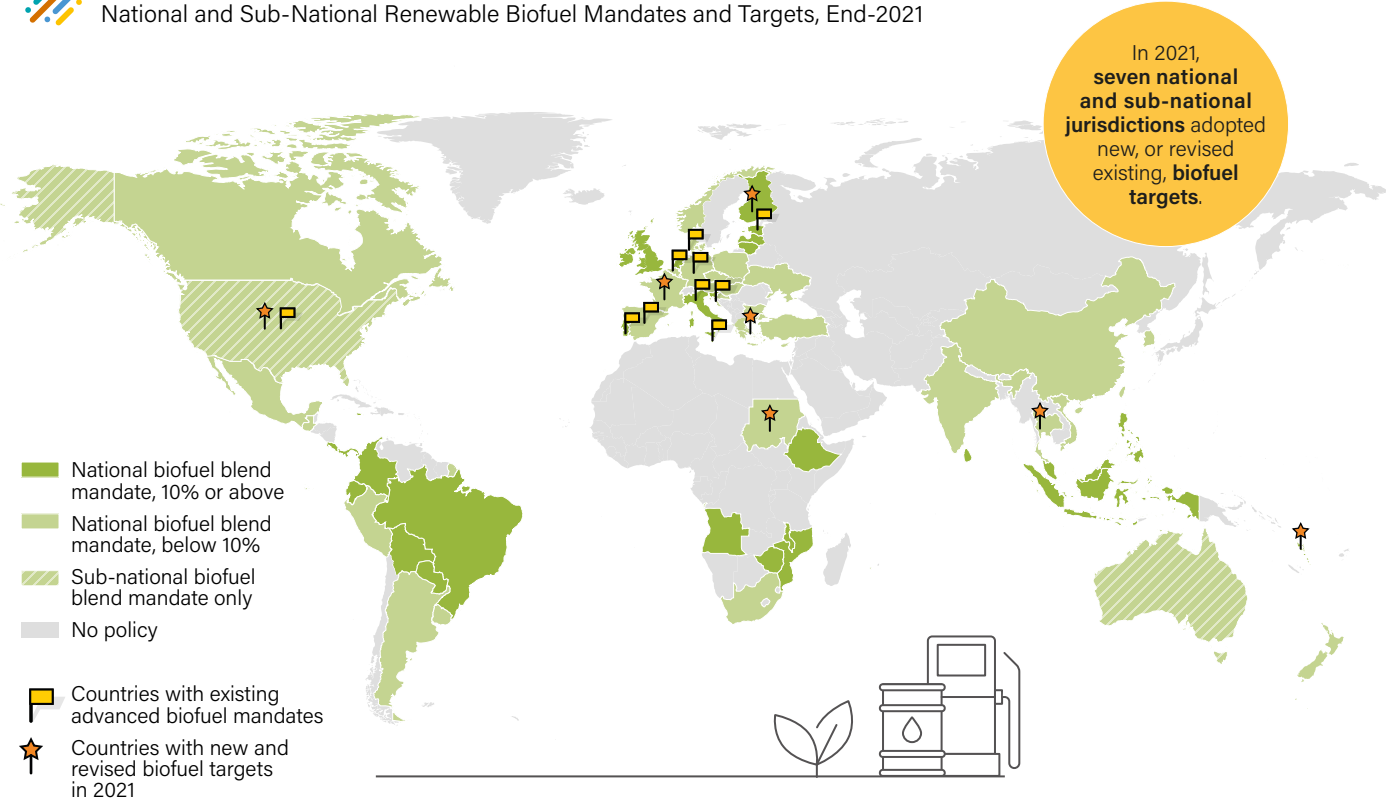 National and Sub-National Renewable Biofuel Mandates and Targets, End-2021
In 2021,
seven national
and sub-national
jurisdictions adopted
new, or revised
existing, biofuel
targets.
National biofuel blend
mandate, 10% or above
National biofuel blend
mandate, below 10%
Sub-national biofuel
blend mandate only
No policy
Countries with existing
advanced biofuel mandates
Countries with new and
revised biofuel targets
in 2021